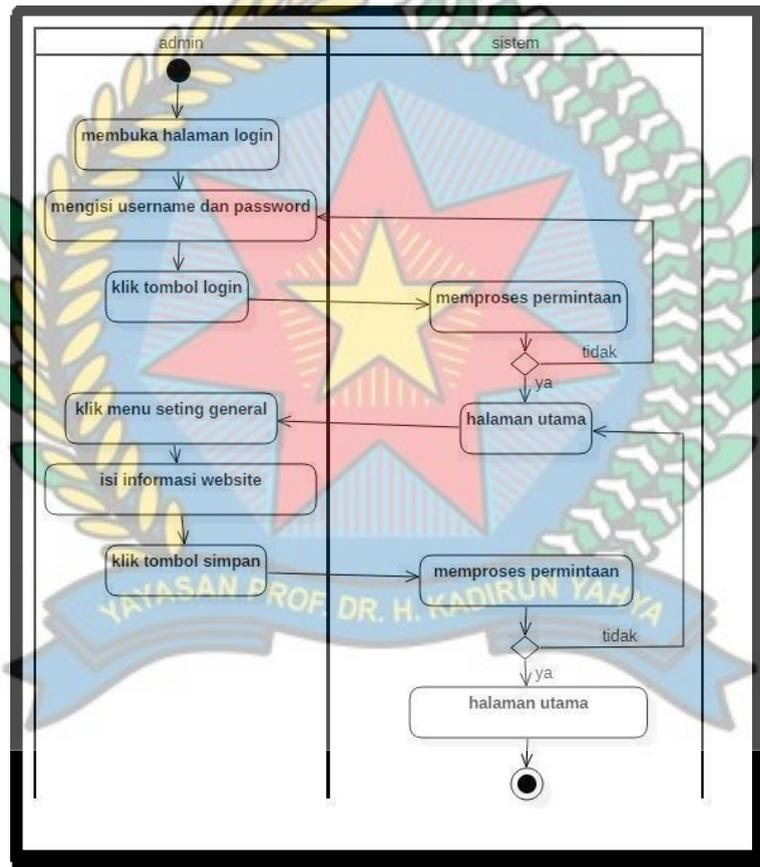 admin
sistem
membuka halaman login
mengisi username dan password
klik tombol login
memproses permintaan
tidak
ya
klik menu seting general
halaman utama
isi informasi website
klik tombol simpan
memproses permintaan
YAYASAN PROF. DR. H. KADIRUN YAHYA
tidak
ya
halaman utama